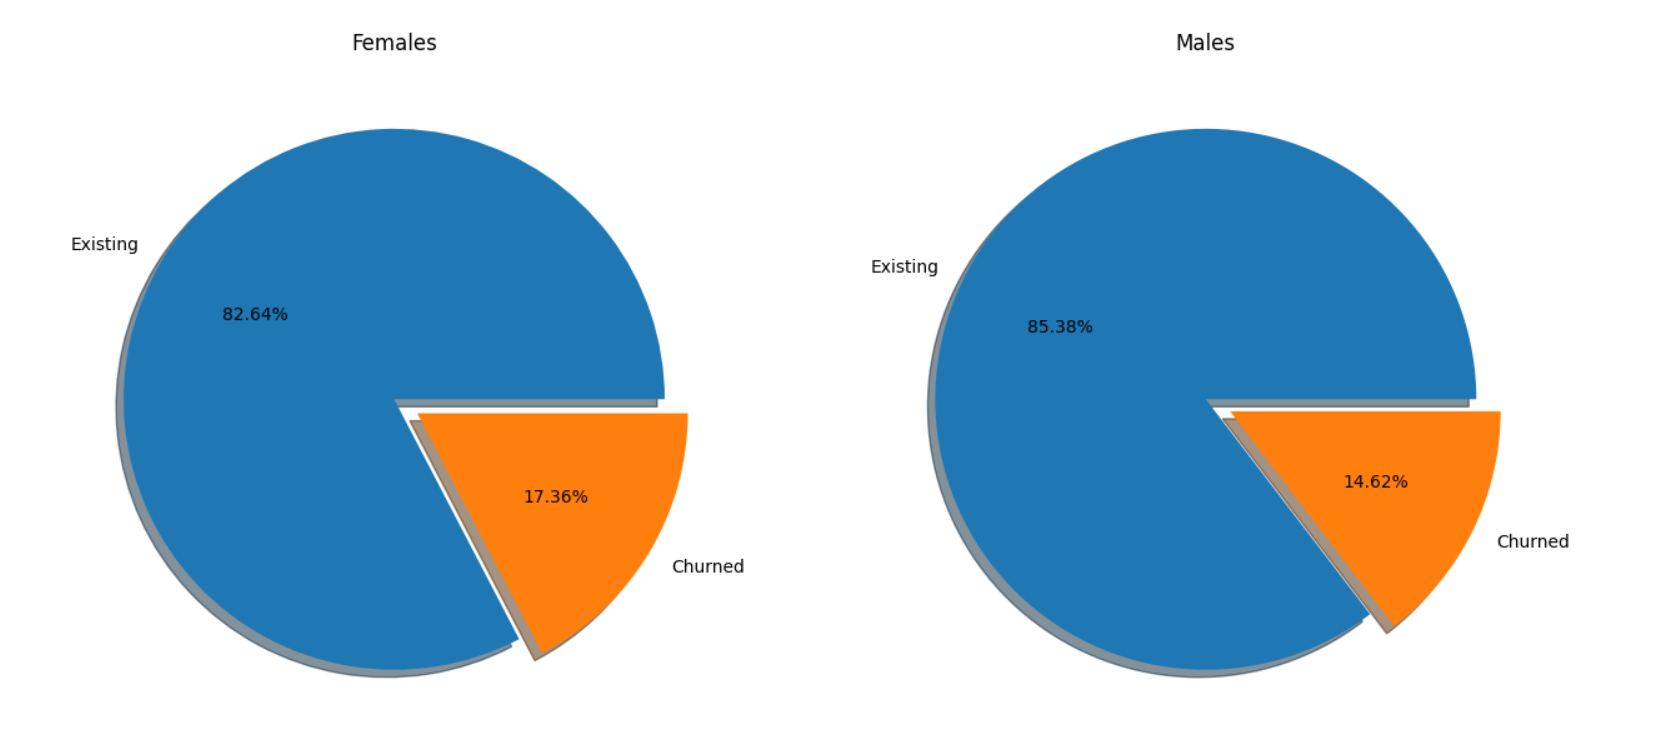 Females
Existing
82.64%
17.36%
Churned
Males
Existing
85.38%
14.62%
Churned